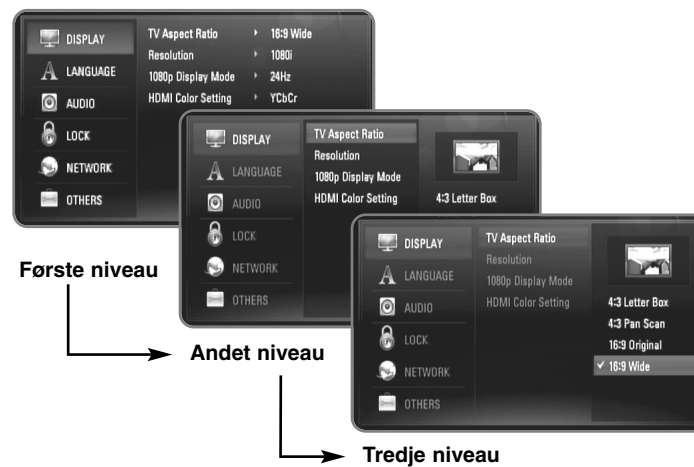 DISPLAY
LANGUAGE
AUDIO
LOCK
NETWORK
OTHERS
TV Aspect Ratio 16:9 Wide
Resolution 1080i
1080p Display Mode 24Hz
HDMI Color Setting YCbCr
Første niveau
DISPLAY
LANGUAGE
AUDIO
LOCK
NETWORK
OTHERS
TV Aspect Ratio
Resolution
1080p Display Mode
HDMI Color Setting
4:3 Letter Box
Andet niveau
DISPLAY
LANGUAGE
AUDIO
LOCK
NETWORK
OTHERS
TV Aspect Ratio
Resolution
1080p Display Mode
HDMI Color Setting
4:3 Letter Box
4:3 Pan Scan
16:9 Original
✓ 16:9 Wide
Tredje niveau